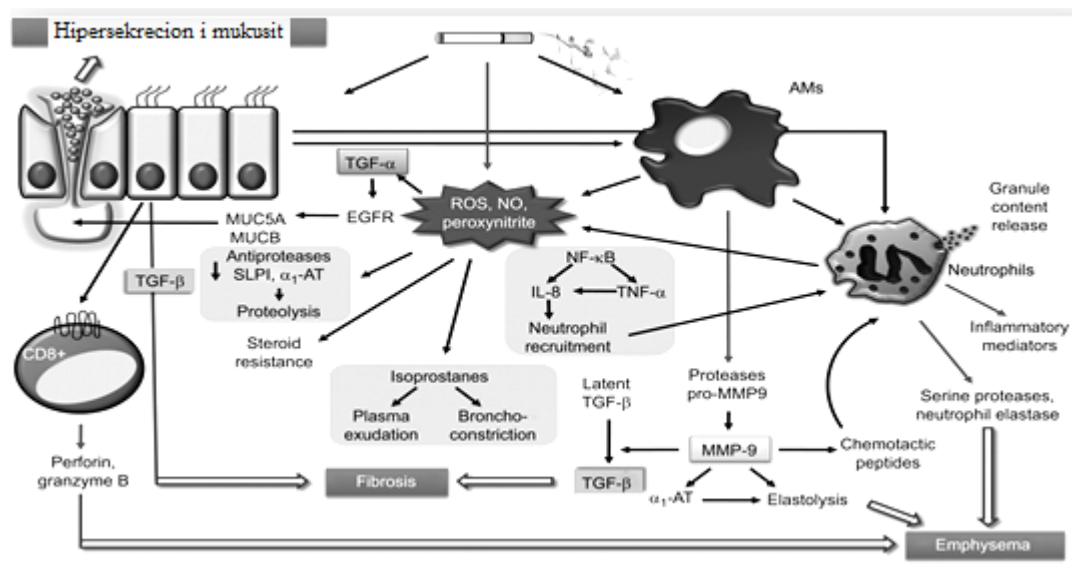 Hipersekrecion i mukusit
AMs
TGF-α
ROS, NO,
peroxynitrite
EGFR
MUC5A
MUCB
Antiproteases
SLPI, α₁-AT
Proteolysis
TGF-β
Steroid
resistance
NF-κB
IL-8
TNF-α
Neutrophil
recruitment
Granule
content
release
Neutrophils
Inflammatory
mediators
CD8+
Isoprostanes
Plasma
exudation
Broncho-
constriction
Latent
TGF-β
Proteases
pro-MMP9
Serine proteases,
neutrophil elastase
MMP-9
Chemotactic
peptides
Perforin,
granzyme B
Fibrosis
TGF-β
α₁-AT
Elastolysis
Emphysema